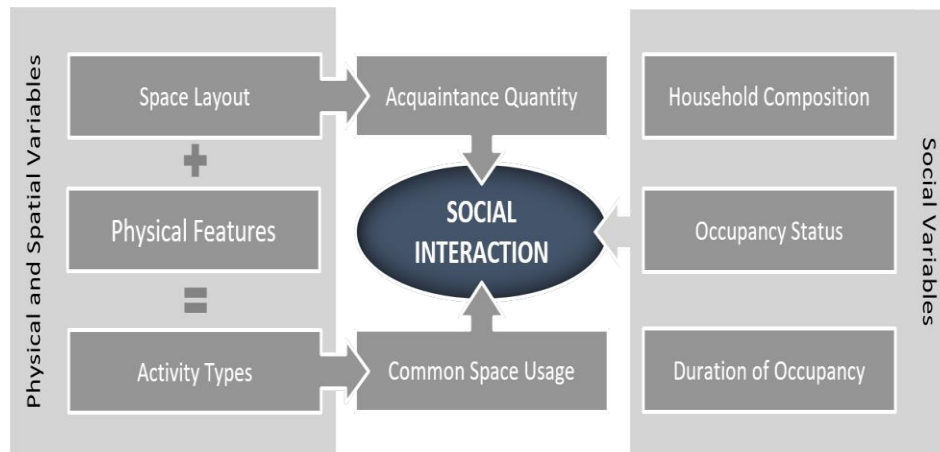 Physical and Spatial Variables
Space Layout
+
Physical Features
=
Activity Types
Acquaintance Quantity
SOCIAL
INTERACTION
Common Space Usage
Household Composition
Occupancy Status
Duration of Occupancy
Social Variables